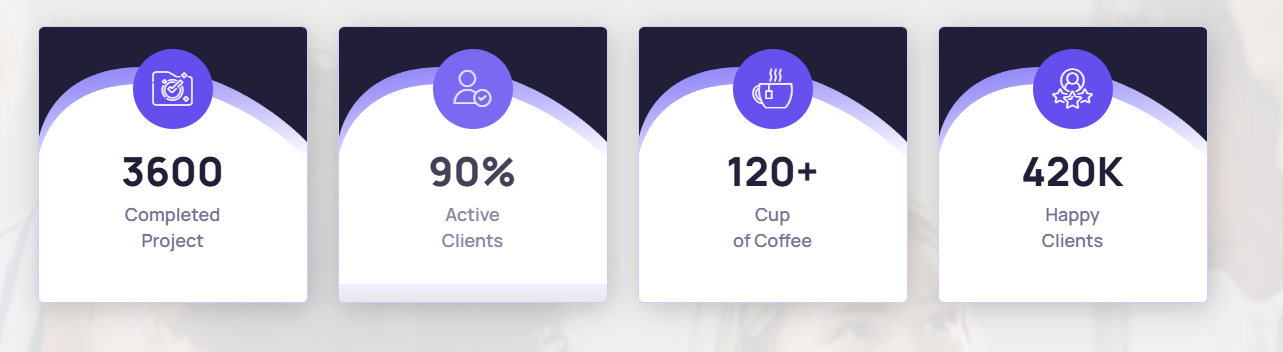 3600
Completed
Project
90%
Active
Clients
120+
Cup
of Coffee
420K
Happy
Clients